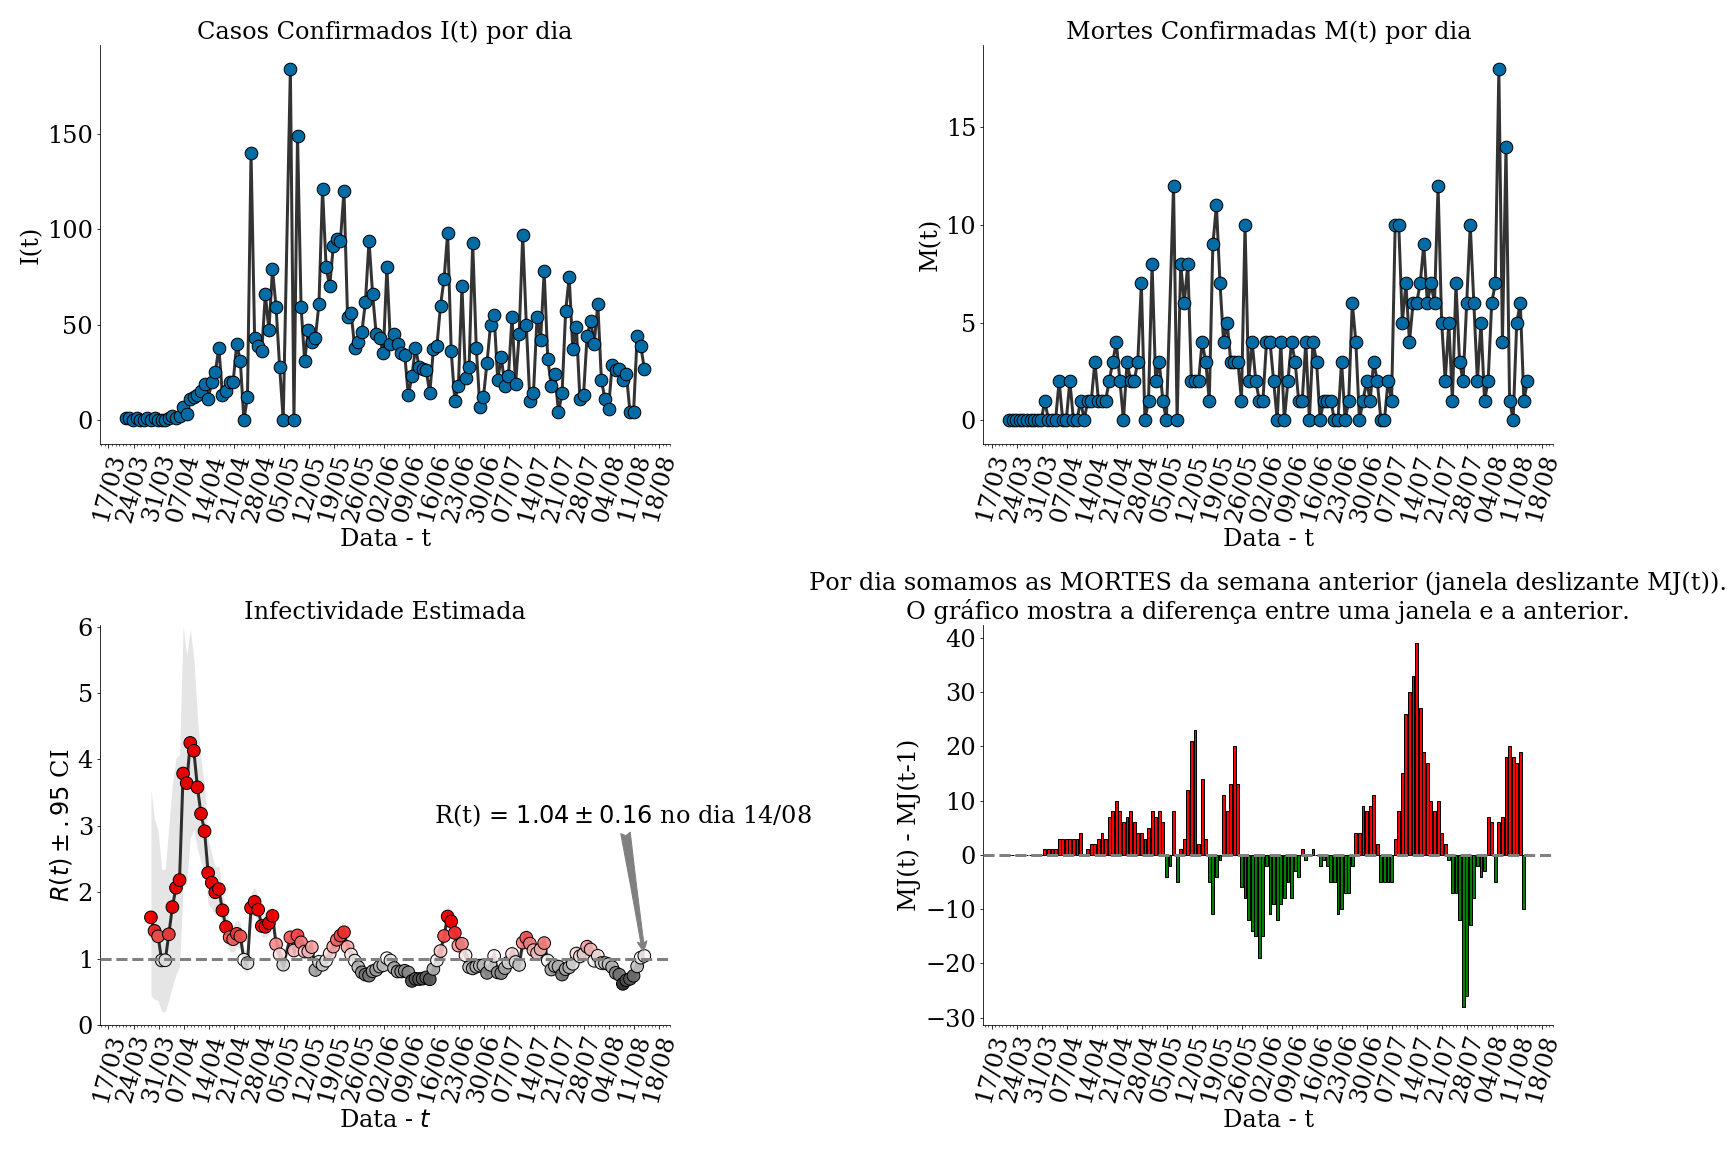 Casos Confirmados I(t) por dia
I(t)
150
100
50
0
17/03 24/03 31/03 07/04 14/04 21/04 28/04 05/05 12/05 19/05 26/05 02/06 09/06 16/06 23/06 30/06 07/07 14/07 21/07 28/07 04/08 11/08 18/08
Data - t
Mortes Confirmadas M(t) por dia
M(t)
15
10
5
0
17/03 24/03 31/03 07/04 14/04 21/04 28/04 05/05 12/05 19/05 26/05 02/06 09/06 16/06 23/06 30/06 07/07 14/07 21/07 28/07 04/08 11/08 18/08
Data - t
Infectividade Estimada
R(t) ± .95 CI
6
5
4
3
2
1
0
R(t) = 1.04 ± 0.16 no dia 14/08
17/03 24/03 31/03 07/04 14/04 21/04 28/04 05/05 12/05 19/05 26/05 02/06 09/06 16/06 23/06 30/06 07/07 14/07 21/07 28/07 04/08 11/08 18/08
Data - t
Por dia somamos as MORTES da semana anterior (janela deslizante MJ(t)).
O gráfico mostra a diferença entre uma janela e a anterior.
MJ(t) - MJ(t-1)
40
30
20
10
0
−10
−20
−30
17/03 24/03 31/03 07/04 14/04 21/04 28/04 05/05 12/05 19/05 26/05 02/06 09/06 16/06 23/06 30/06 07/07 14/07 21/07 28/07 04/08 11/08 18/08
Data - t